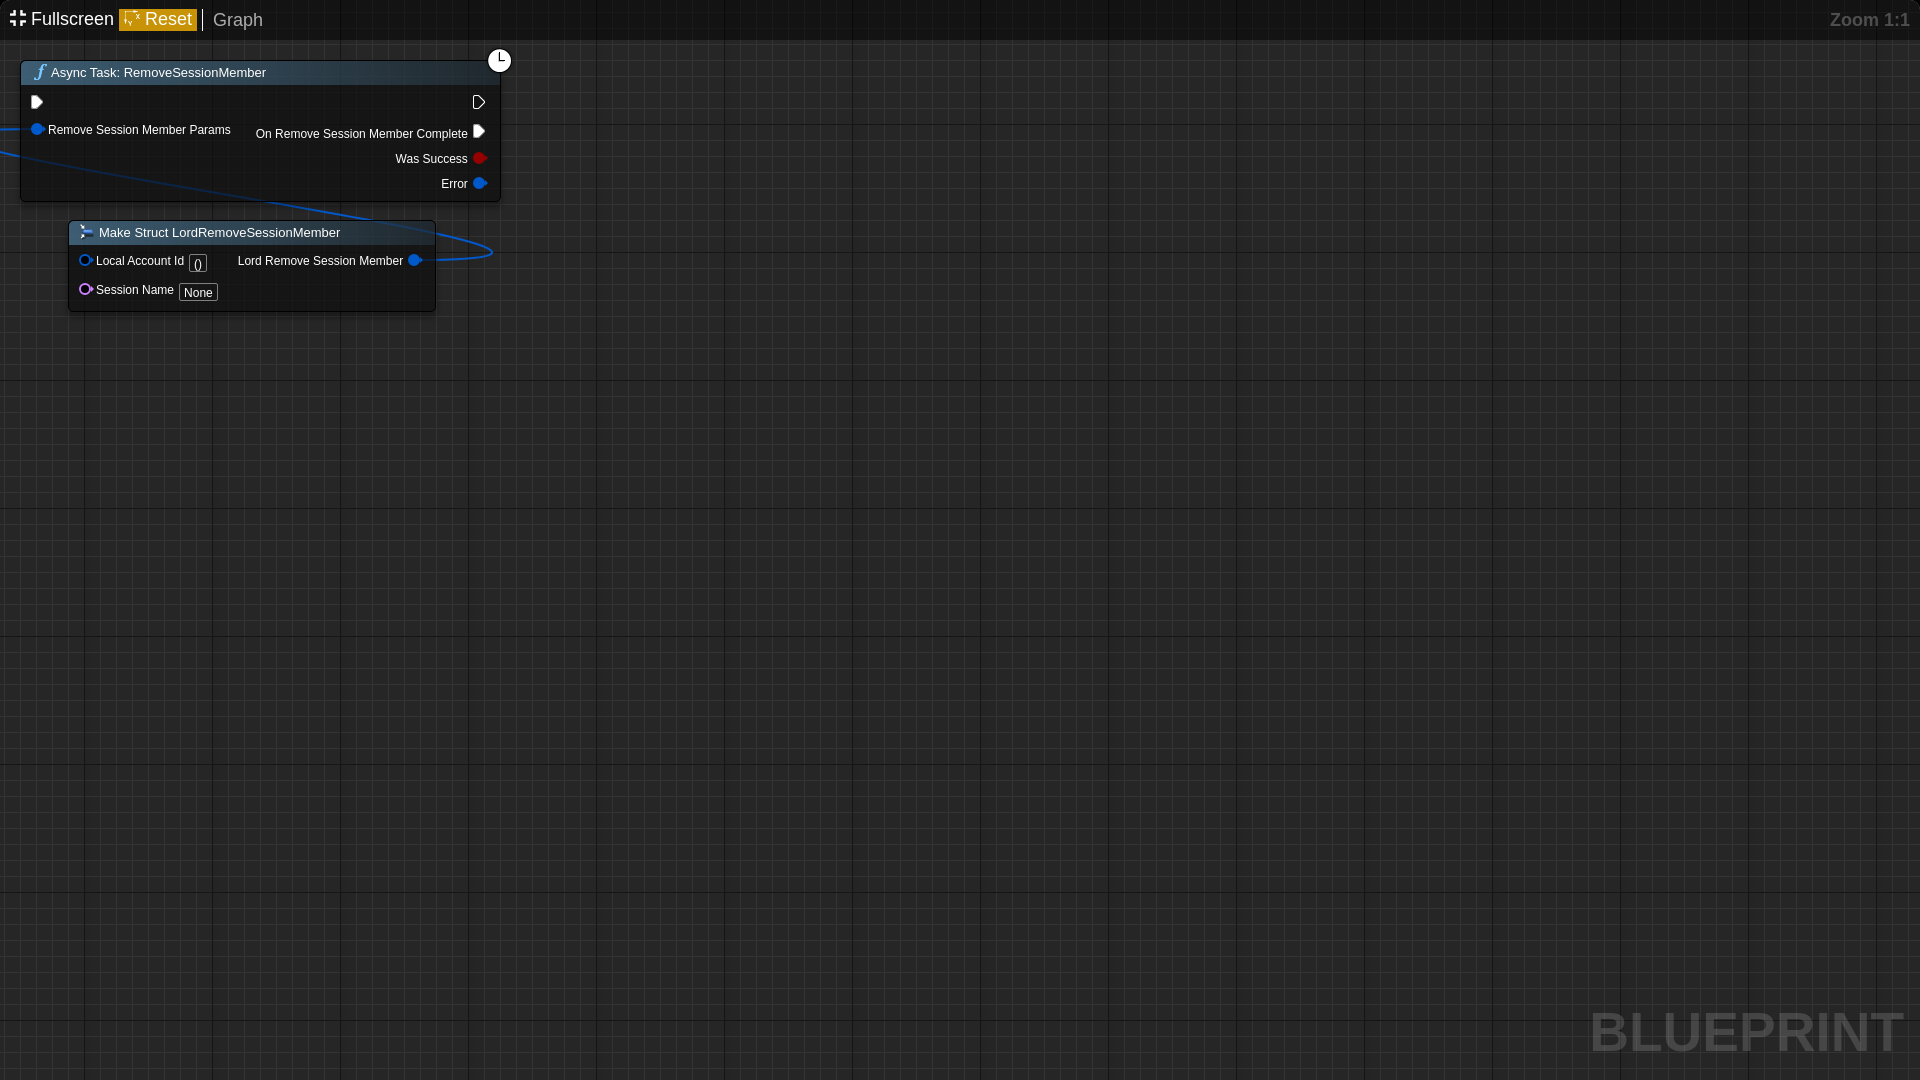 Fullscreen Reset Graph Zoom 1:1
Async Task: RemoveSessionMember
Remove Session Member Params On Remove Session Member Complete
Was Success
Error
Make Struct LordRemoveSessionMember
Local Account Id () Lord Remove Session Member
Session Name None
BLUEPRINT